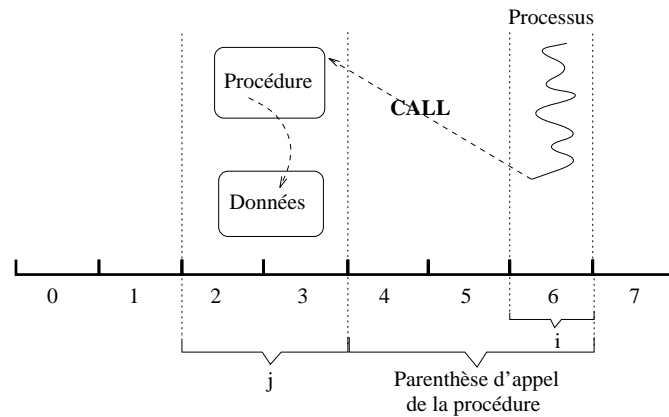 Processus
Procédure
CALL
Données
0 1 2 3 4 5 6 7
i
j
Parenthèse d'appel
de la procédure